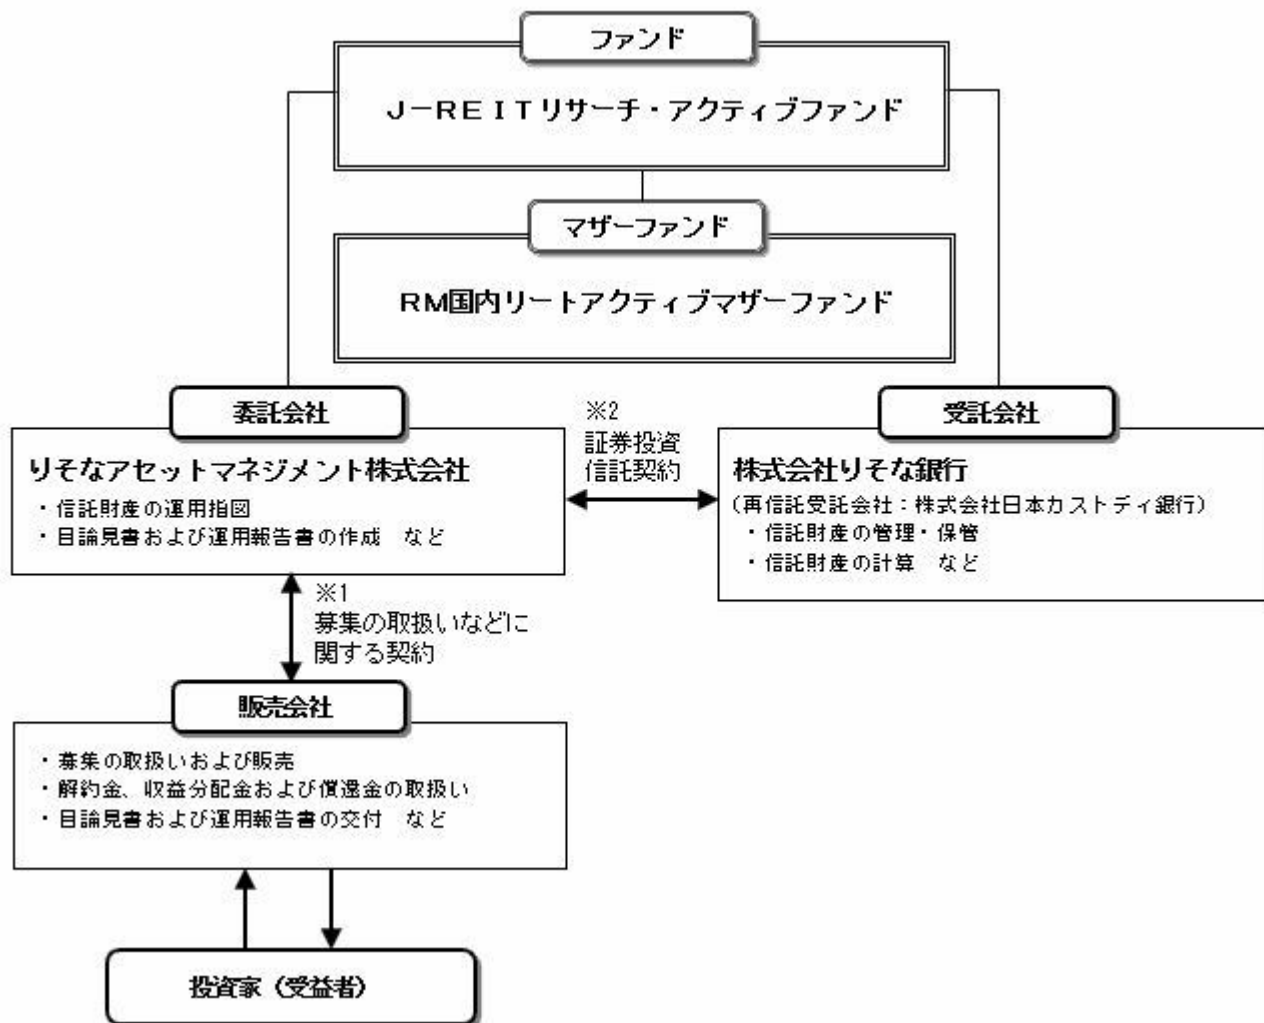 ファンド
J－REITリサーチ・アクティブファンド
マザーファンド
RM国内リートアクティブマザーファンド
委託会社
りそなアセットマネジメント株式会社
・信託財産の運用指図
・目論見書および運用報告書の作成　など
※2
証券投資
信託契約
受託会社
株式会社りそな銀行
(再信託受託会社：株式会社日本カストディ銀行)
・信託財産の管理・保管
・信託財産の計算　など
※1
募集の取扱いなどに
関する契約
販売会社
・募集の取扱いおよび販売
・解約金、収益分配金および償還金の取扱い
・目論見書および運用報告書の交付　など
投資家（受益者）